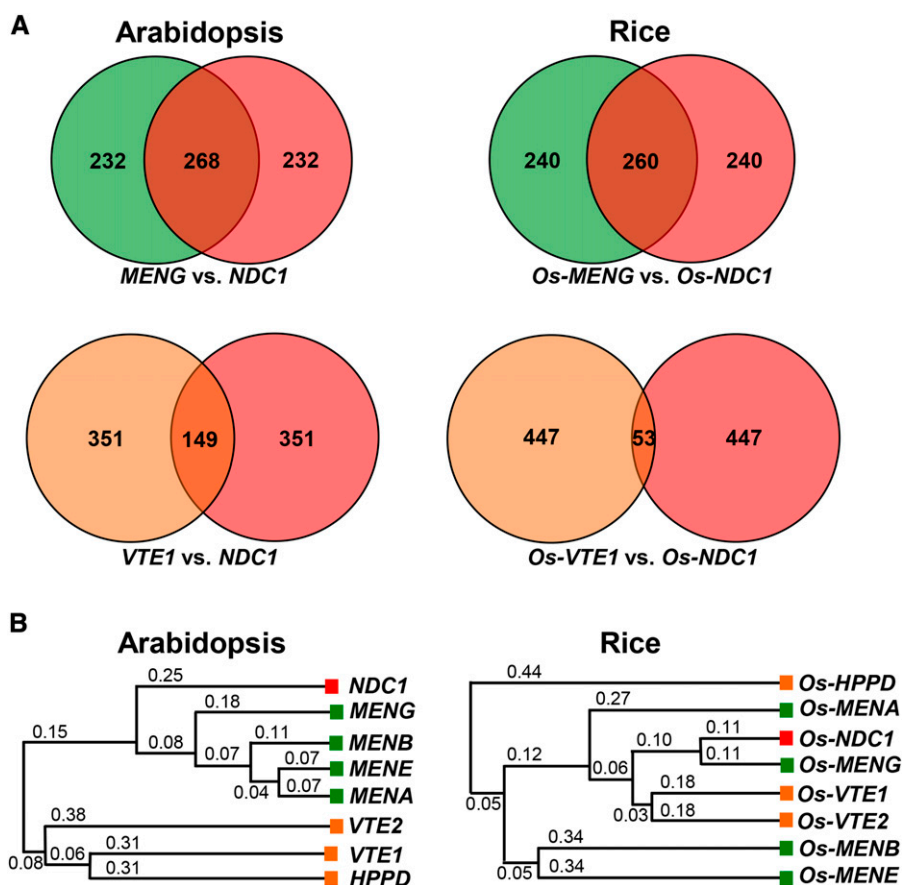 A
Arabidopsis
Rice
232 268 232
240 260 240
MENG vs. NDC1
Os-MENG vs. Os-NDC1
351 149 351
447 53 447
VTE1 vs. NDC1
Os-VTE1 vs. Os-NDC1
B
Arabidopsis
0.25 NDC1
0.18 MENG
0.15
0.11 MENB
0.08 0.07
0.07 MENE
0.04 0.07 MENA
0.38 VTE2
0.31 VTE1
0.08 0.06
0.31 HPPD
Rice
0.44 Os-HPPD
0.27 Os-MENA
0.11 Os-NDC1
0.10
0.12 0.06 0.11 Os-MENG
0.18 Os-VTE1
0.05 0.03 0.18 Os-VTE2
0.34 Os-MENB
0.05 0.34 Os-MENE